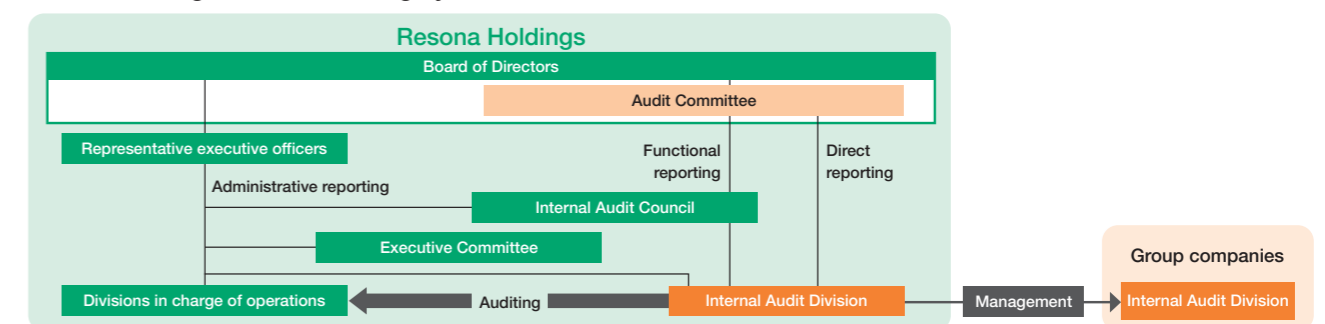 Resona Holdings
Board of Directors
Audit Committee
Representative executive officers
Functional
reporting
Direct
reporting
Administrative reporting
Internal Audit Council
Executive Committee
Group companies
Divisions in charge of operations
Auditing
Internal Audit Division
Management
Internal Audit Division